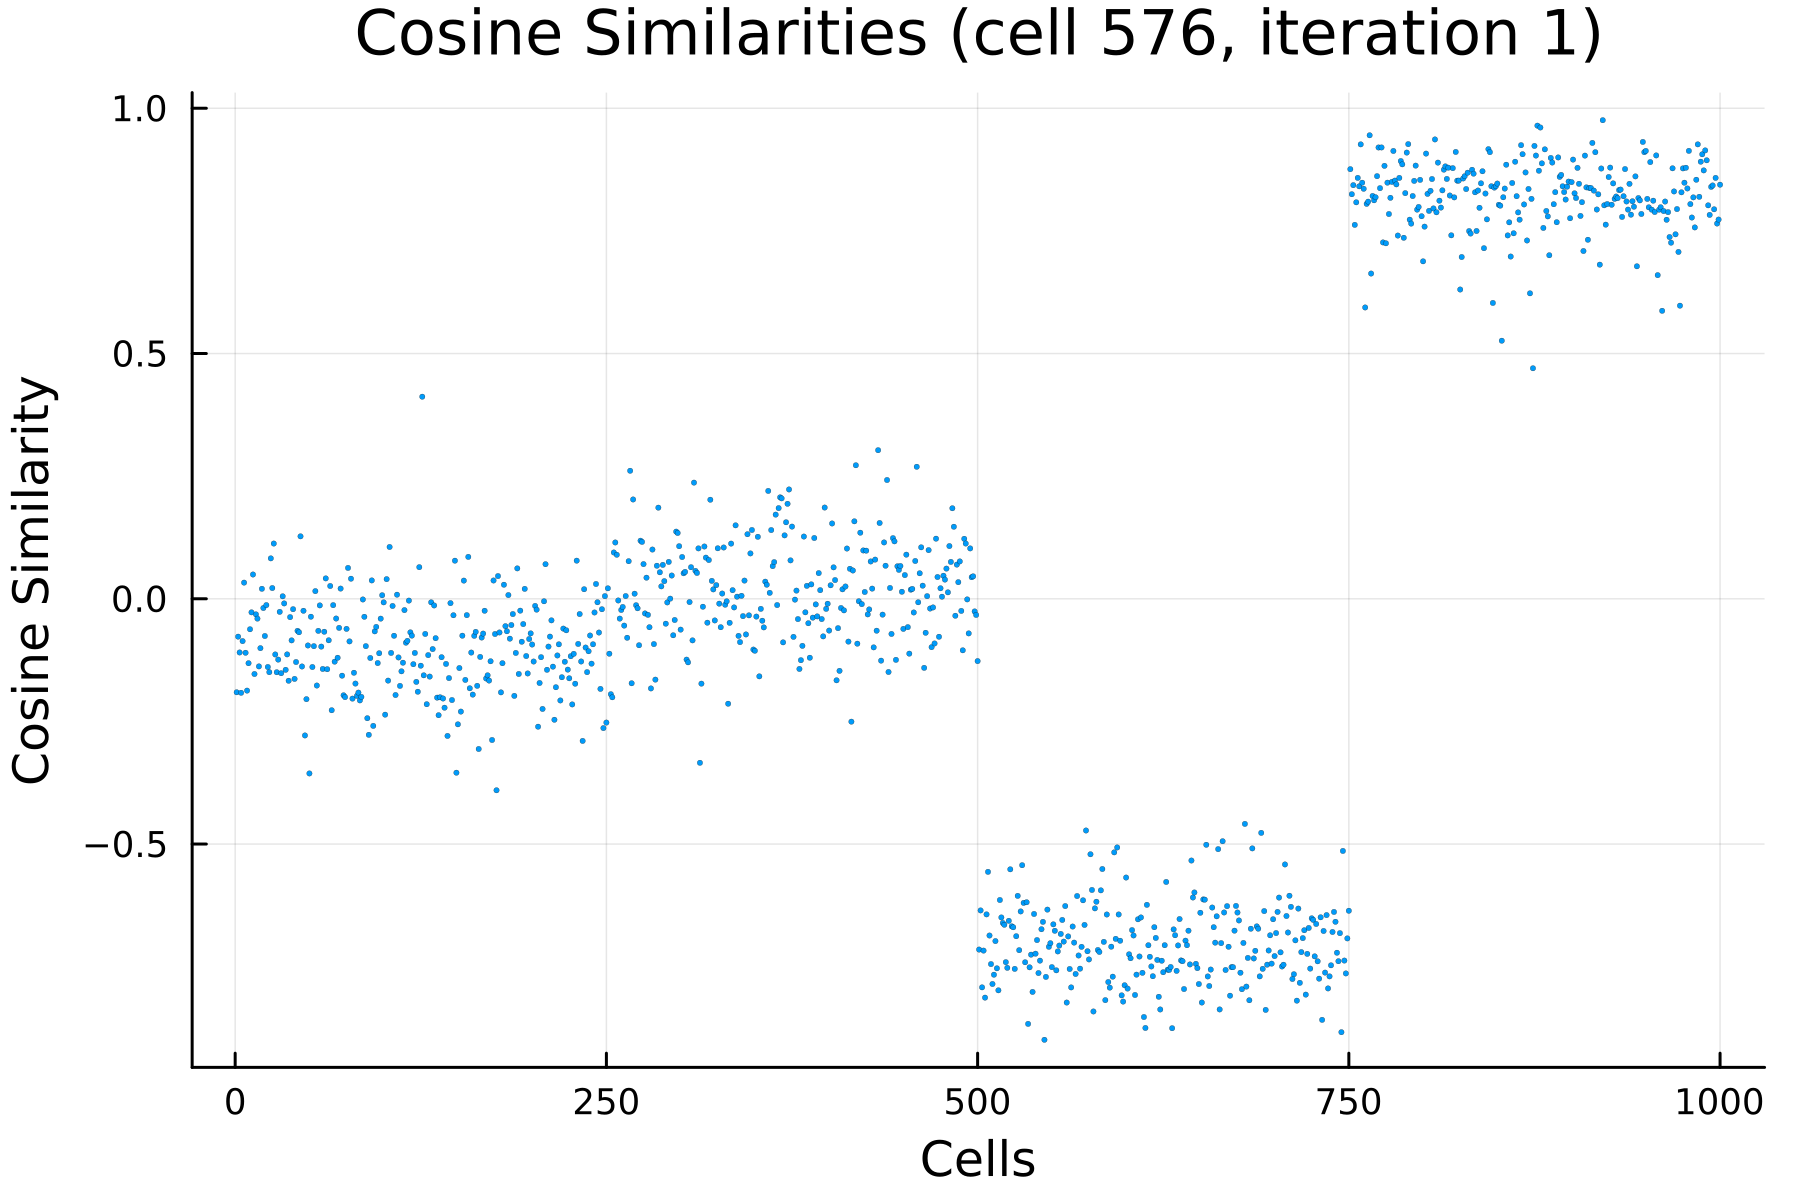 Cosine Similarities (cell 576, iteration 1)
Cosine Similarity
1.0
0.5
0.0
−0.5
0 250 500 750 1000
Cells